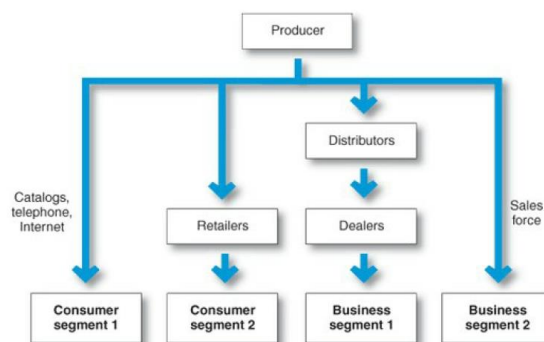 Producer
Distributors
Catalogs,
telephone,
Internet
Retailers
Dealers
Sales
force
Consumer
segment 1
Consumer
segment 2
Business
segment 1
Business
segment 2